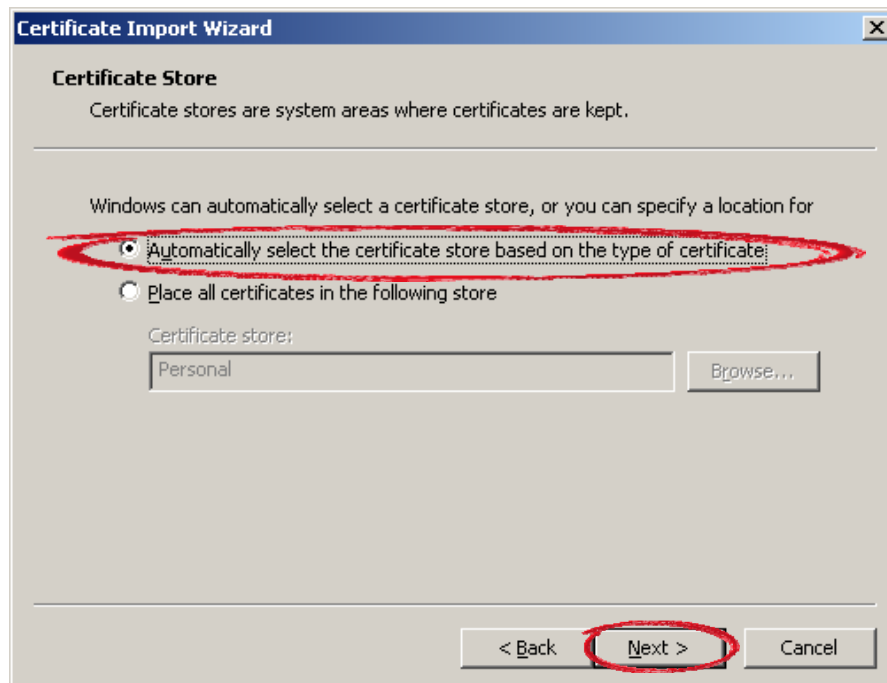 Certificate Import Wizard
Certificate Store
Certificate stores are system areas where certificates are kept.
Windows can automatically select a certificate store, or you can specify a location for
Automatically select the certificate store based on the type of certificate
Place all certificates in the following store
Certificate store:
Personal
Browse...
< Back
Next >
Cancel